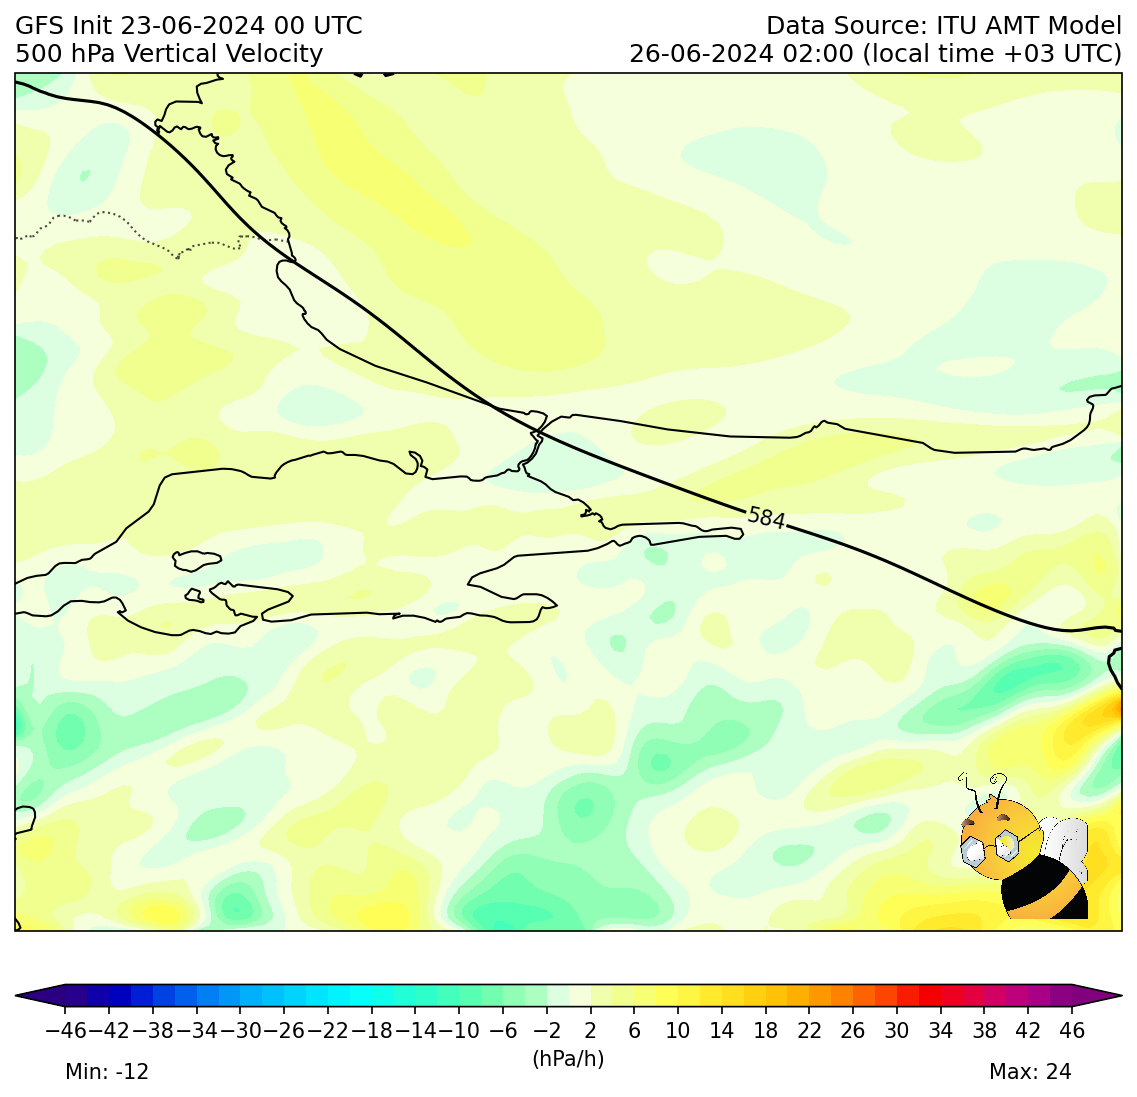 GFS Init 23-06-2024 00 UTC
Data Source: ITU AMT Model
500 hPa Vertical Velocity
26-06-2024 02:00 (local time +03 UTC)
584
−46 −42 −38 −34 −30 −26 −22 −18 −14 −10 −6 −2 2 6 10 14 18 22 26 30 34 38 42 46
(hPa/h)
Min: -12
Max: 24